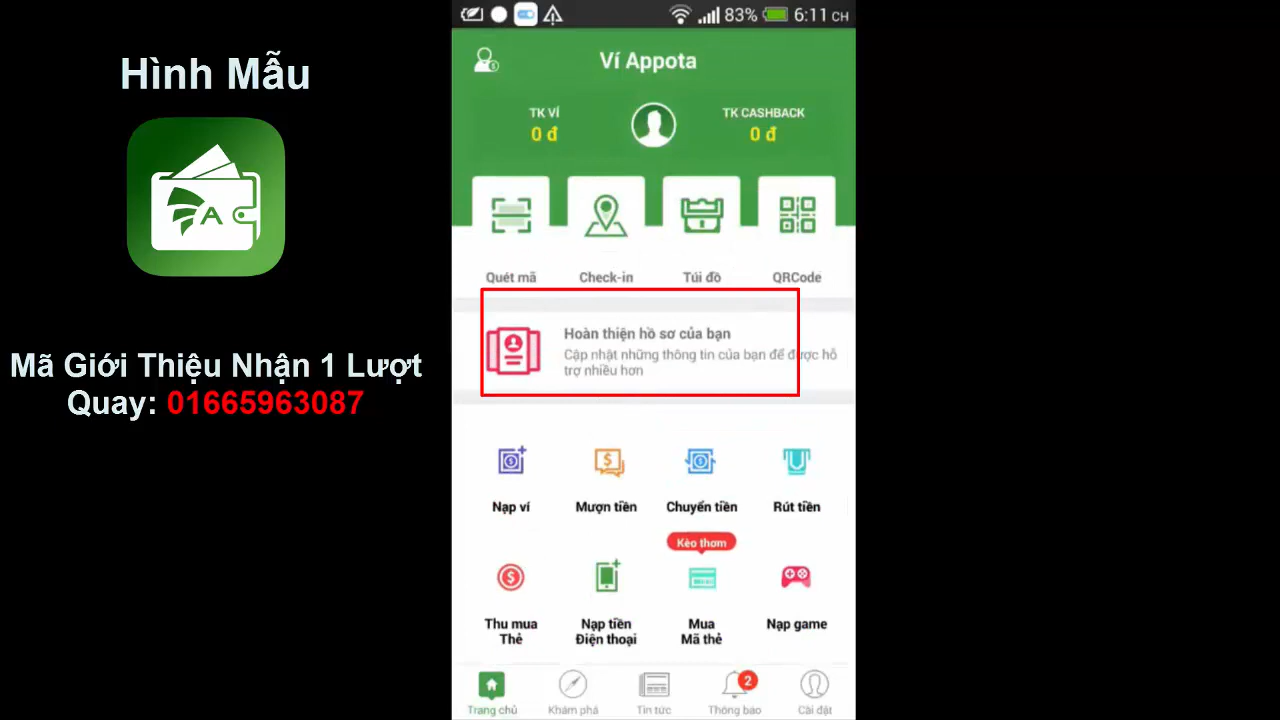 Hình Mẫu
A
Mã Giới Thiệu Nhận 1 Lượt
Quay: 01665963087
83% 6:11 CH
Ví Appota
TK VÍ
0 đ
TK CASHBACK
0 đ
Quét mã Check-in Túi đồ QRCode
Hoàn thiện hồ sơ của bạn
Cập nhật những thông tin của bạn để được hỗ
trợ nhiều hơn
Nạp ví Mượn tiền Chuyển tiền Rút tiền
Kèo thơm
Thu mua
Thẻ
Nạp tiền
Điện thoại
Mua
Mã thẻ
Nạp game
2
Trang chủ Khám phá Tin tức Thông báo Cài đặt